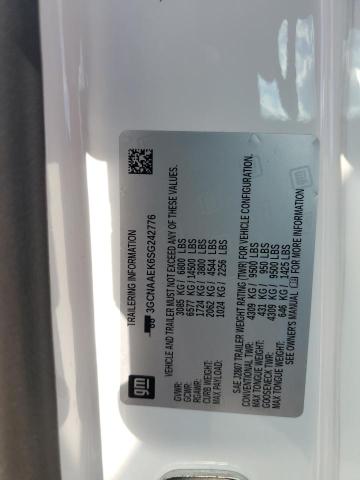 gm
TRAILERING INFORMATION
3GCNAAEK6SG242776
VEHICLE AND TRAILER MUST NOT EXCEED ANY OF THESE VALUES.
GVWR: 3085 KG / 6800 LBS
GCWR: 6577 KG / 14500 LBS
RGAWR: 1724 KG / 3800 LBS
CURB WEIGHT: 2062 KG / 4544 LBS
MAX PAYLOAD: 1024 KG / 2256 LBS
SAE J2807 TRAILER WEIGHT RATING (TWR) FOR VEHICLE CONFIGURATION.
CONVENTIONAL TWR: 4309 KG / 9500 LBS
MAX TONGUE WEIGHT: 431 KG / 950 LBS
GOOSENECK TWR: 4309 KG / 9500 LBS
MAX TONGUE WEIGHT: 646 KG / 1425 LBS
SEE OWNER'S MANUAL FOR MORE INFORMATION.